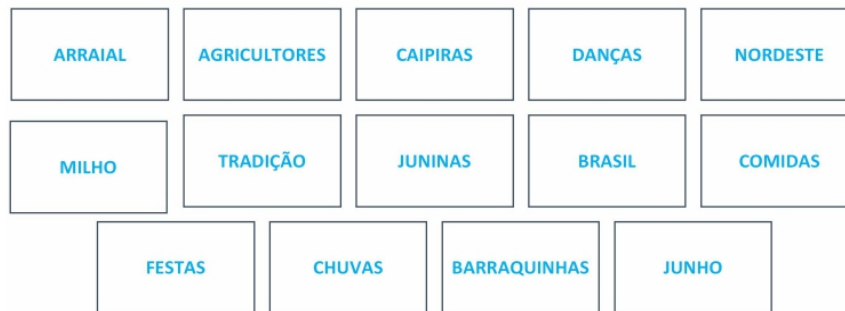 ARRAIAL AGRICULTORES CAIPIRAS DANÇAS NORDESTE
MILHO TRADIÇÃO JUNINAS BRASIL COMIDAS
FESTAS CHUVAS BARRAQUINHAS JUNHO